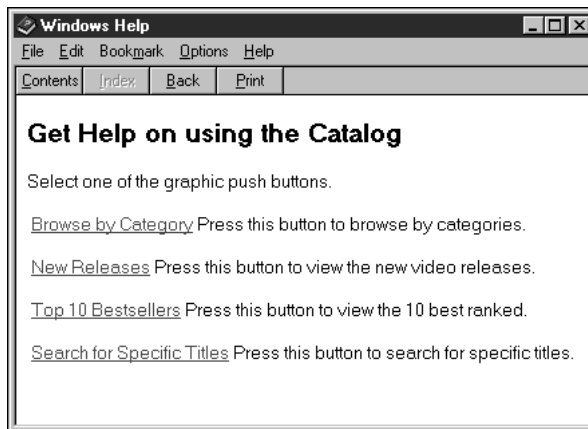 Windows Help
File Edit Bookmark Options Help
Contents Index Back Print
Get Help on using the Catalog
Select one of the graphic push buttons.
Browse by Category Press this button to browse by categories.
New Releases Press this button to view the new video releases.
Top 10 Bestsellers Press this button to view the 10 best ranked.
Search for Specific Titles Press this button to search for specific titles.